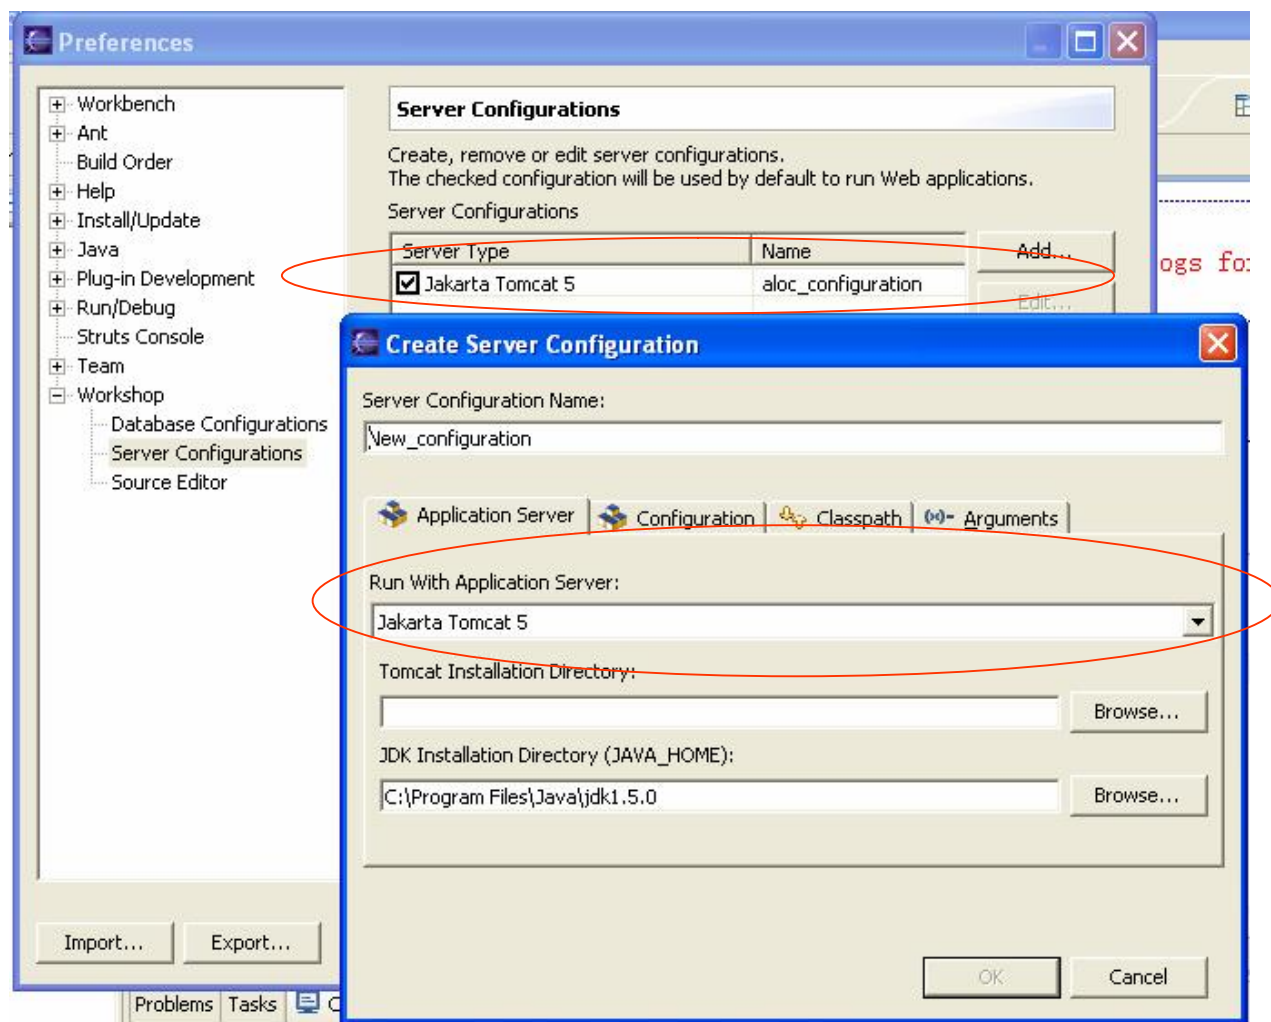 Preferences
Workbench
Ant
Build Order
Help
Install/Update
Java
Plug-in Development
Run/Debug
Struts Console
Team
Workshop
Database Configurations
Server Configurations
Source Editor
Import...
Export...
Server Configurations
Create, remove or edit server configurations.
The checked configuration will be used by default to run Web applications.
Server Configurations
Server Type Name
Jakarta Tomcat 5 aloc_configuration
Add...
Edit...
ogs fo
Create Server Configuration
Server Configuration Name:
New_configuration
Application Server Configuration Classpath Arguments
Run With Application Server:
Jakarta Tomcat 5
Tomcat Installation Directory:
Browse...
JDK Installation Directory (JAVA_HOME):
C:\Program Files\Java\jdk1.5.0
Browse...
OK Cancel
Problems Tasks C